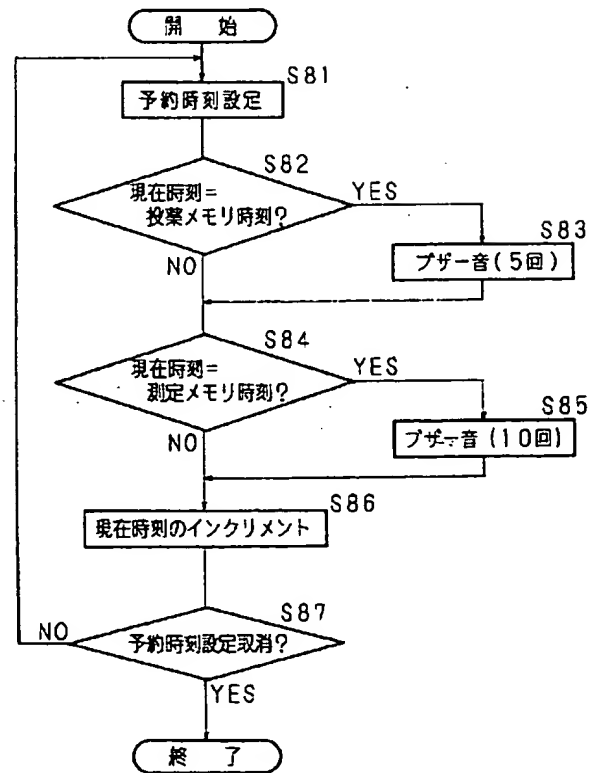 開 始
S81
予約時刻設定
S82
現在時刻=
投薬メモリ時刻?
YES
S83
ブザー音(5回)
NO
S84
現在時刻=
測定メモリ時刻?
YES
S85
ブザー音(10回)
NO
S86
現在時刻のインクリメント
S87
予約時刻設定取消?
NO
YES
終 了